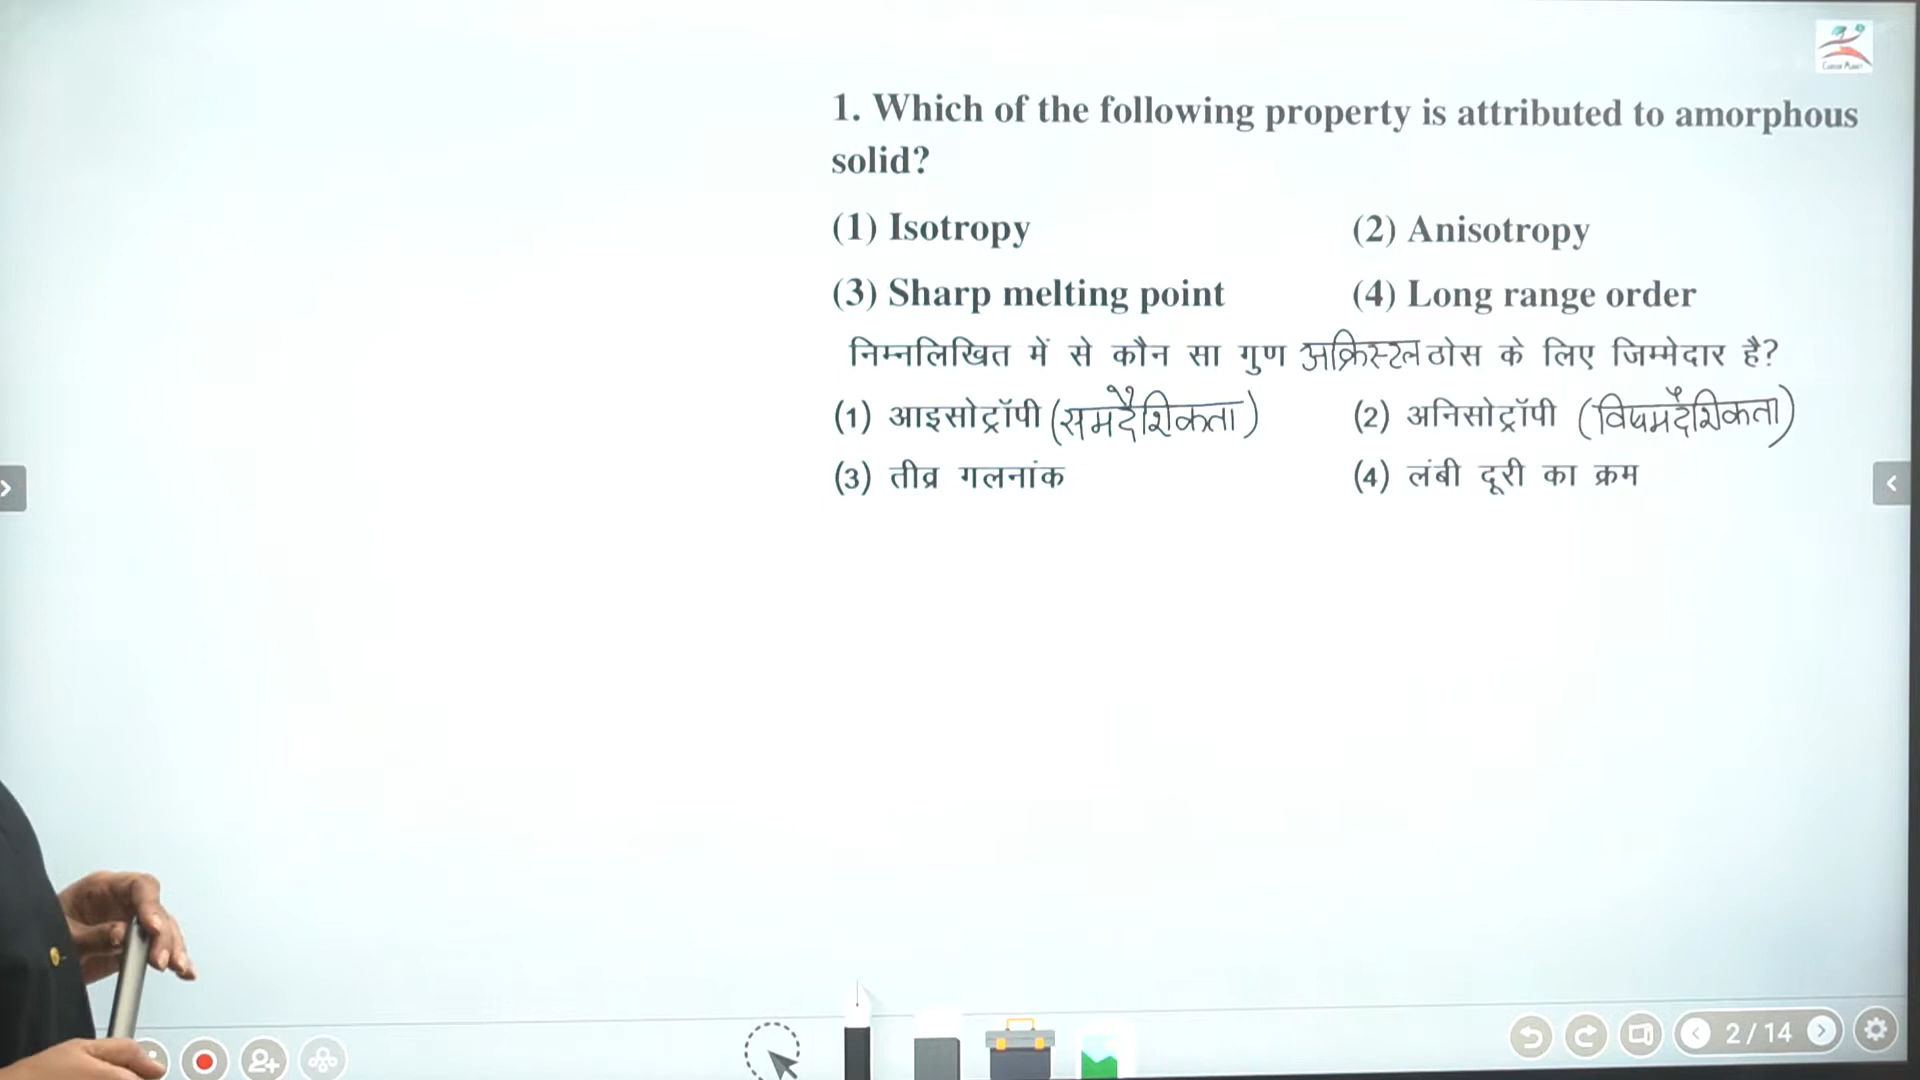 Career Planet
1. Which of the following property is attributed to amorphous
solid?
(1) Isotropy (2) Anisotropy
(3) Sharp melting point (4) Long range order
निम्नलिखित में से कौन सा गुण अक्रिस्टल ठोस के लिए जिम्मेदार है?
(1) आइसोट्रॉपी (समदैशिकता) (2) अनिसोट्रॉपी (विषमदैशिकता)
(3) तीव्र गलनांक (4) लंबी दूरी का क्रम
2/14